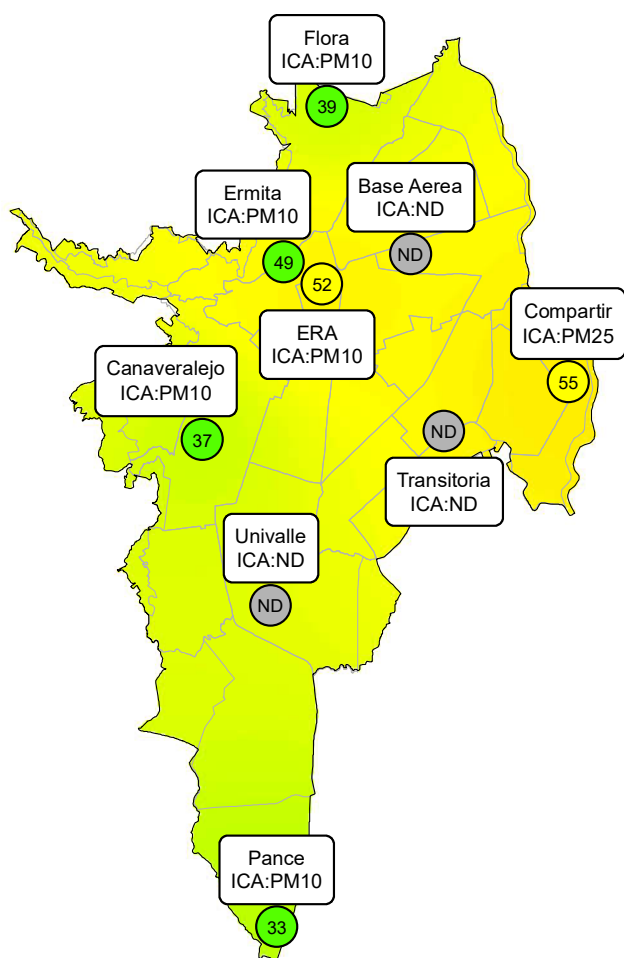 Flora
ICA:PM10
39
Ermita
ICA:PM10
49
Base Aerea
ICA:ND
ND
52
ERA
ICA:PM10
Compartir
ICA:PM25
55
Canaveralejo
ICA:PM10
37
ND
Transitoria
ICA:ND
Univalle
ICA:ND
ND
Pance
ICA:PM10
33